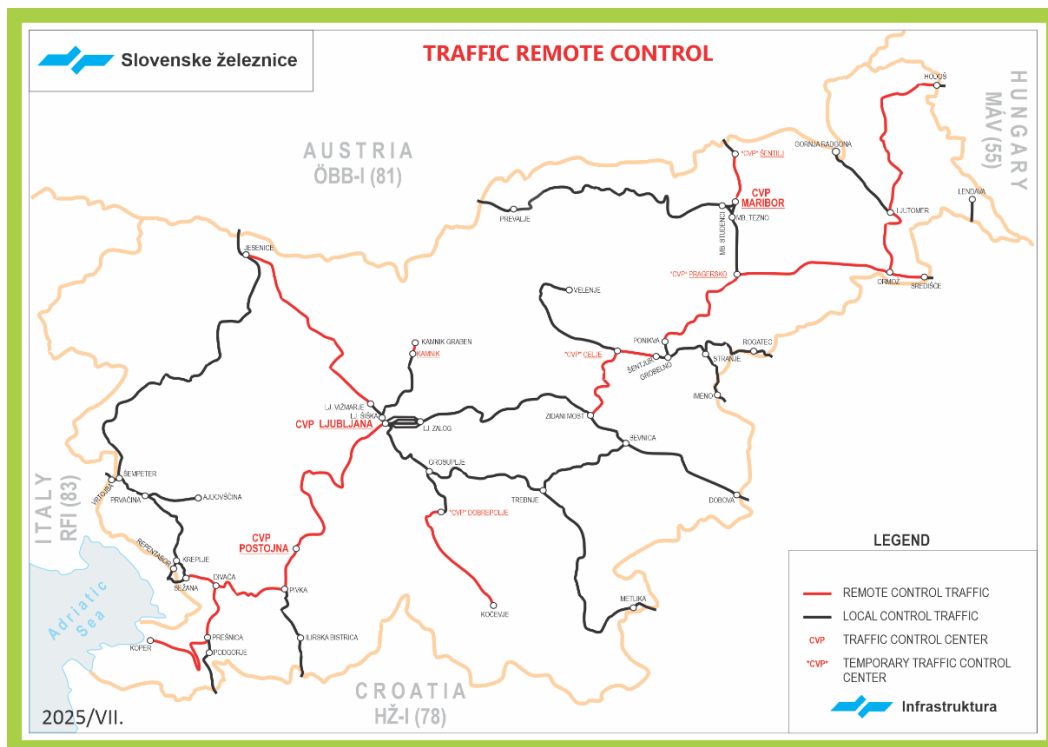 Slovenske železnice
TRAFFIC REMOTE CONTROL
HUNGARY
MÁV (55)
AUSTRIA
ÖBB-I (81)
HODOŠ
GORNJA RADGONA
"CVP" ŠENTILJ
LENDAVA
CVP
MARIBOR
PREVALJE
MB. STUDENCI
MB. TEZNO
LJUTOMER
JESENICE
"CVP" PRAGERSKO
ORMOŽ
SREDIŠČE
VELENJE
KAMNIK GRABEN
KAMNIK
PONIKVA
ROGATEC
"CVP" CELJE
ŠENTJUR
GROBELNO
STRANJE
IMENO
LJ. VIŽMARJE
LJ. ŠIŠKA
CVP LJUBLJANA
LJ. ZALOG
ZIDANI MOST
SEVNICA
GROSUPLJE
ŠEMPETER
VRTOJBA
PRVAČINA
AJDOVŠČINA
TREBNJE
DOBOVA
ITALY
RFI (83)
"CVP" DOBREPOLJE
CVP
POSTOJNA
REPENTABOR
KREPLJE
SEŽANA
DIVAČA
PIVKA
KOČEVJE
METLIKA
Adriatic
Sea
KOPER
PREŠNICA
PODGORJE
ILIRSKA BISTRICA
CROATIA
HŽ-I (78)
LEGEND
REMOTE CONTROL TRAFFIC
LOCAL CONTROL TRAFFIC
CVP TRAFFIC CONTROL CENTER
"CVP" TEMPORARY TRAFFIC CONTROL
CENTER
Infrastruktura
2025/VII.